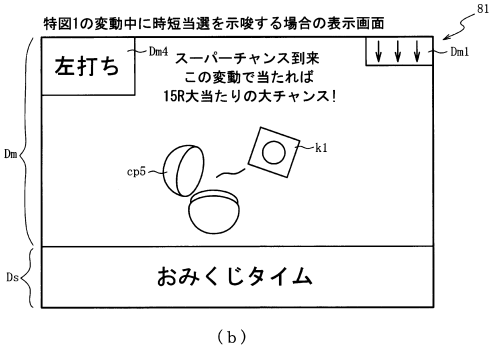 特図1の変動中に時短当選を示唆する場合の表示画面
81
左打ち
Dm4
スーパーチャンス到来
この変動で当たれば
15R大当たりの大チャンス!
Dm1
Dm
cp5
k1
Ds
おみくじタイム
(b)